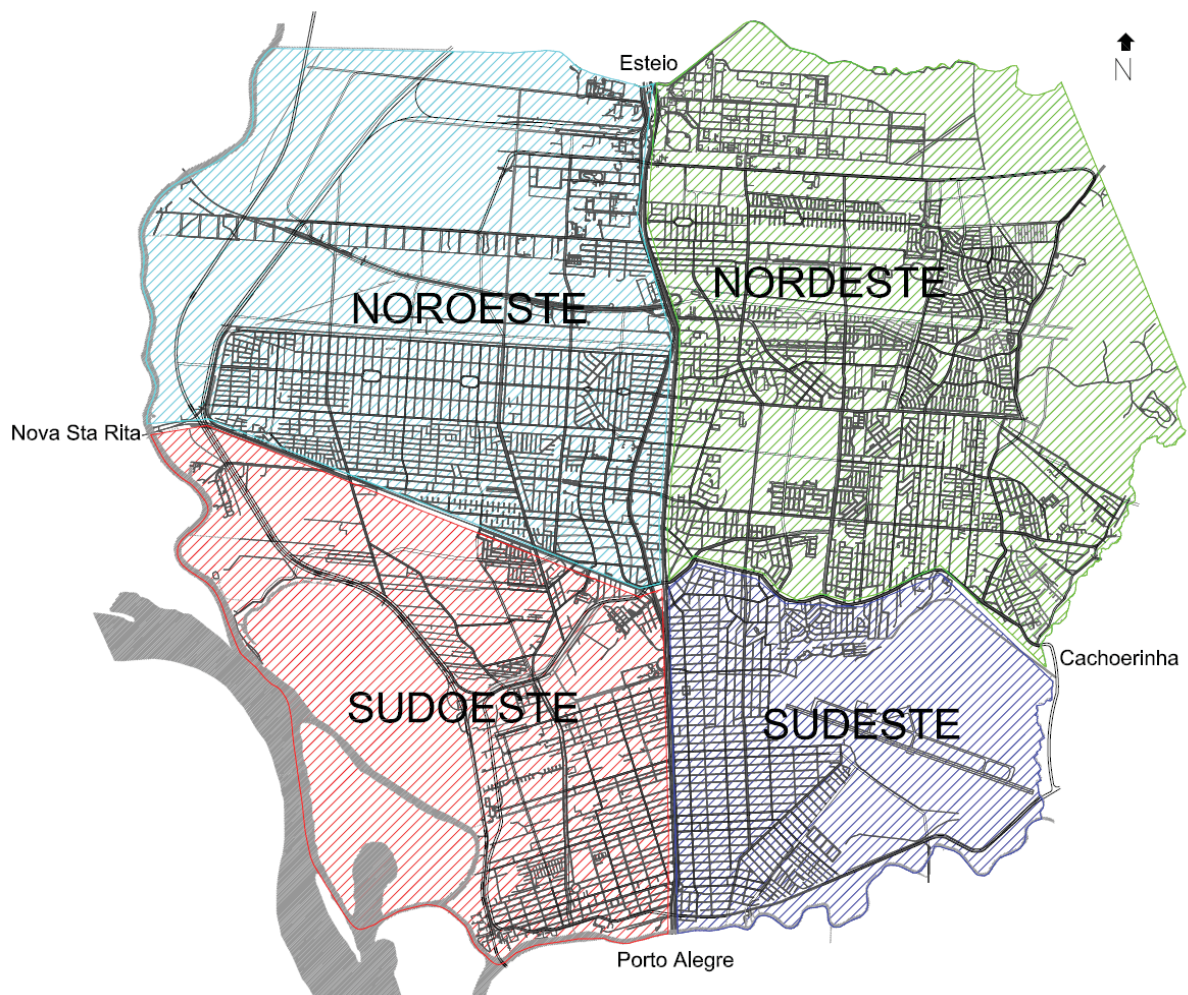 Esteio
N
NORDESTE
NOROESTE
Nova Sta Rita
Cachoerinha
SUDOESTE
SUDESTE
Porto Alegre